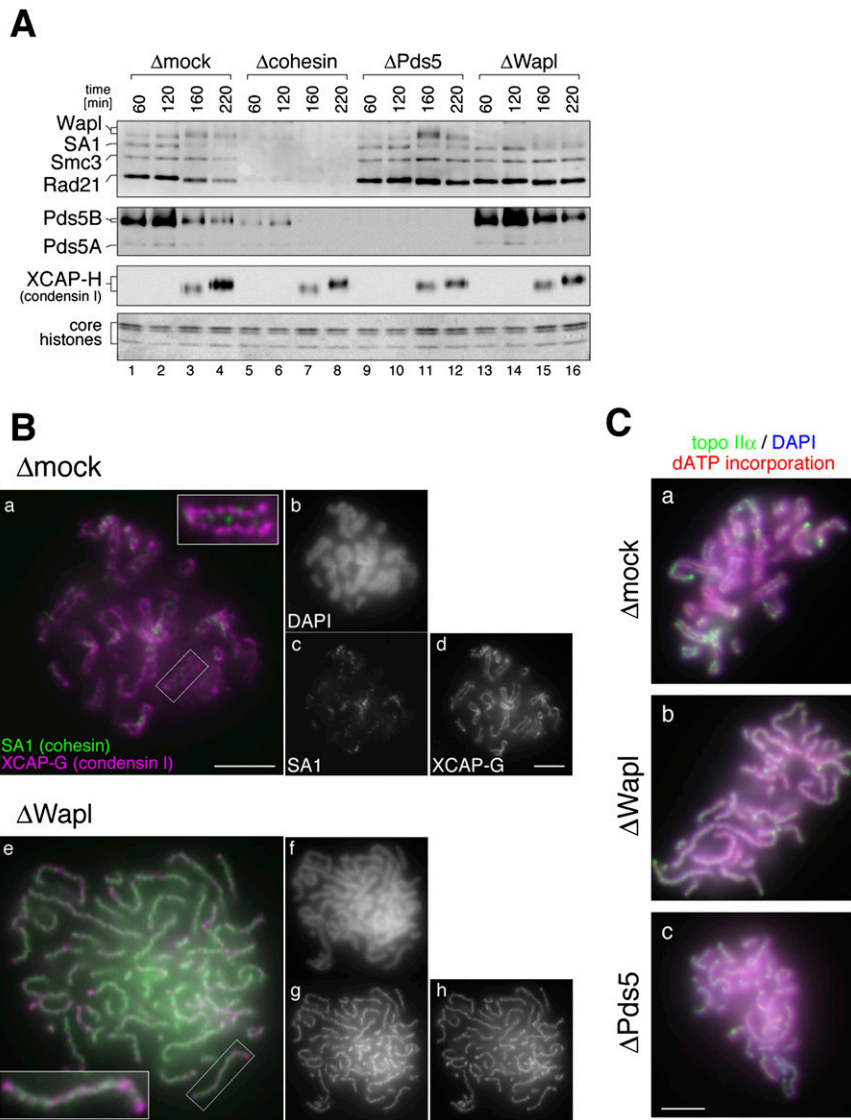 A
Δmock Δcohesin ΔPds5 ΔWapl
time [min] 60 120 160 220 60 120 160 220 60 120 160 220 60 120 160 220
Wapl
SA1
Smc3
Rad21
Pds5B
Pds5A
XCAP-H
(condensin I)
core
histones
1 2 3 4 5 6 7 8 9 10 11 12 13 14 15 16
B
Δmock
a
b
DAPI
c
SA1
d
XCAP-G
SA1 (cohesin)
XCAP-G (condensin I)
ΔWapl
e
f
g
h
C
topo IIα / DAPI
dATP incorporation
Δmock
a
ΔWapl
b
ΔPds5
c